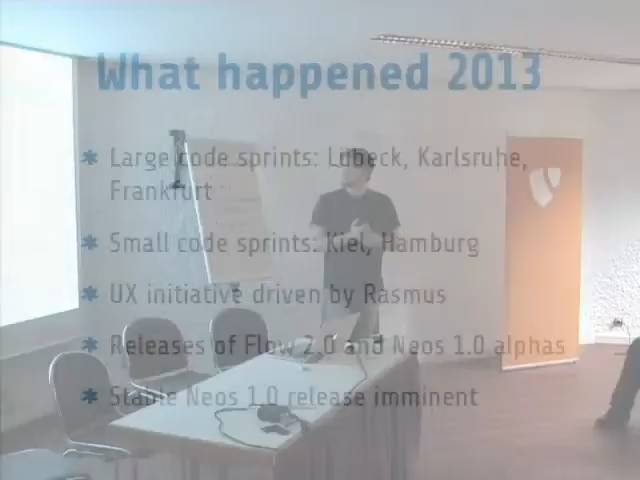 What happened 2013
* Large code sprints: Lübeck, Karlsruhe,
Frankfurt
* Small code sprints: Kiel, Hamburg
* UX initiative driven by Rasmus
* Releases of Flow 2.0 and Neos 1.0 alphas
* Stable Neos 1.0 release imminent